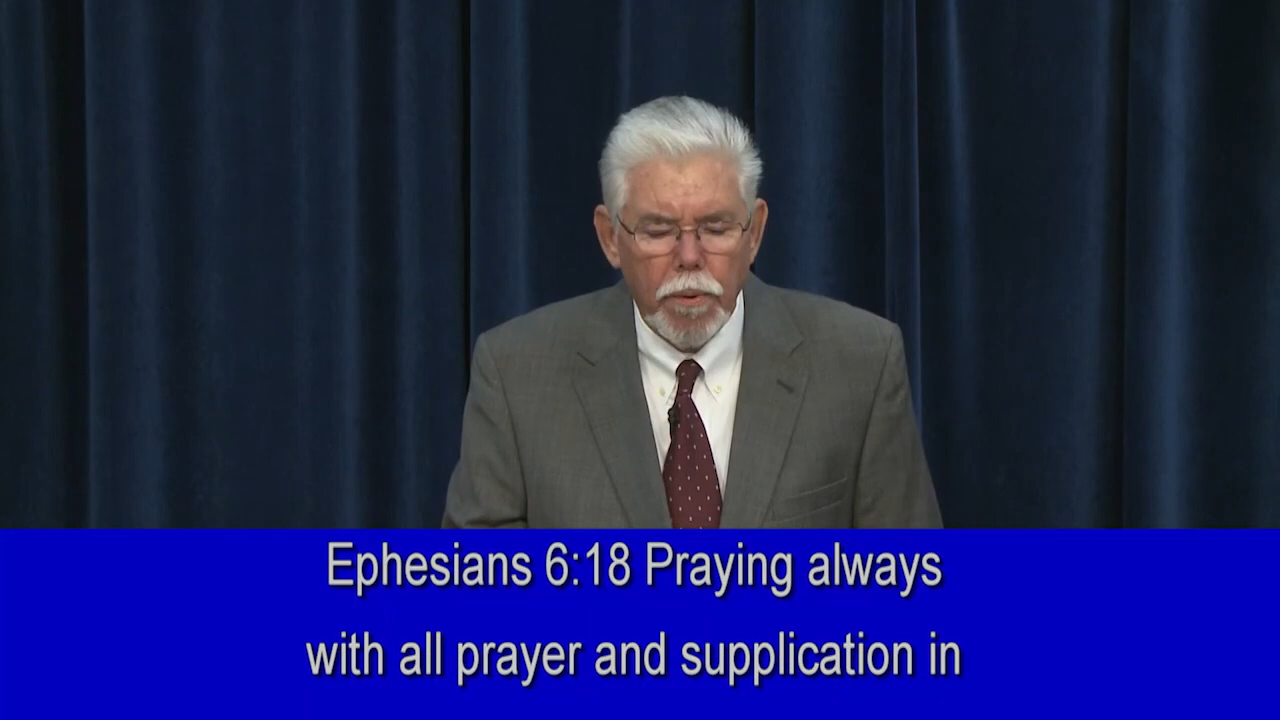 Ephesians 6:18 Praying always
with all prayer and supplication in